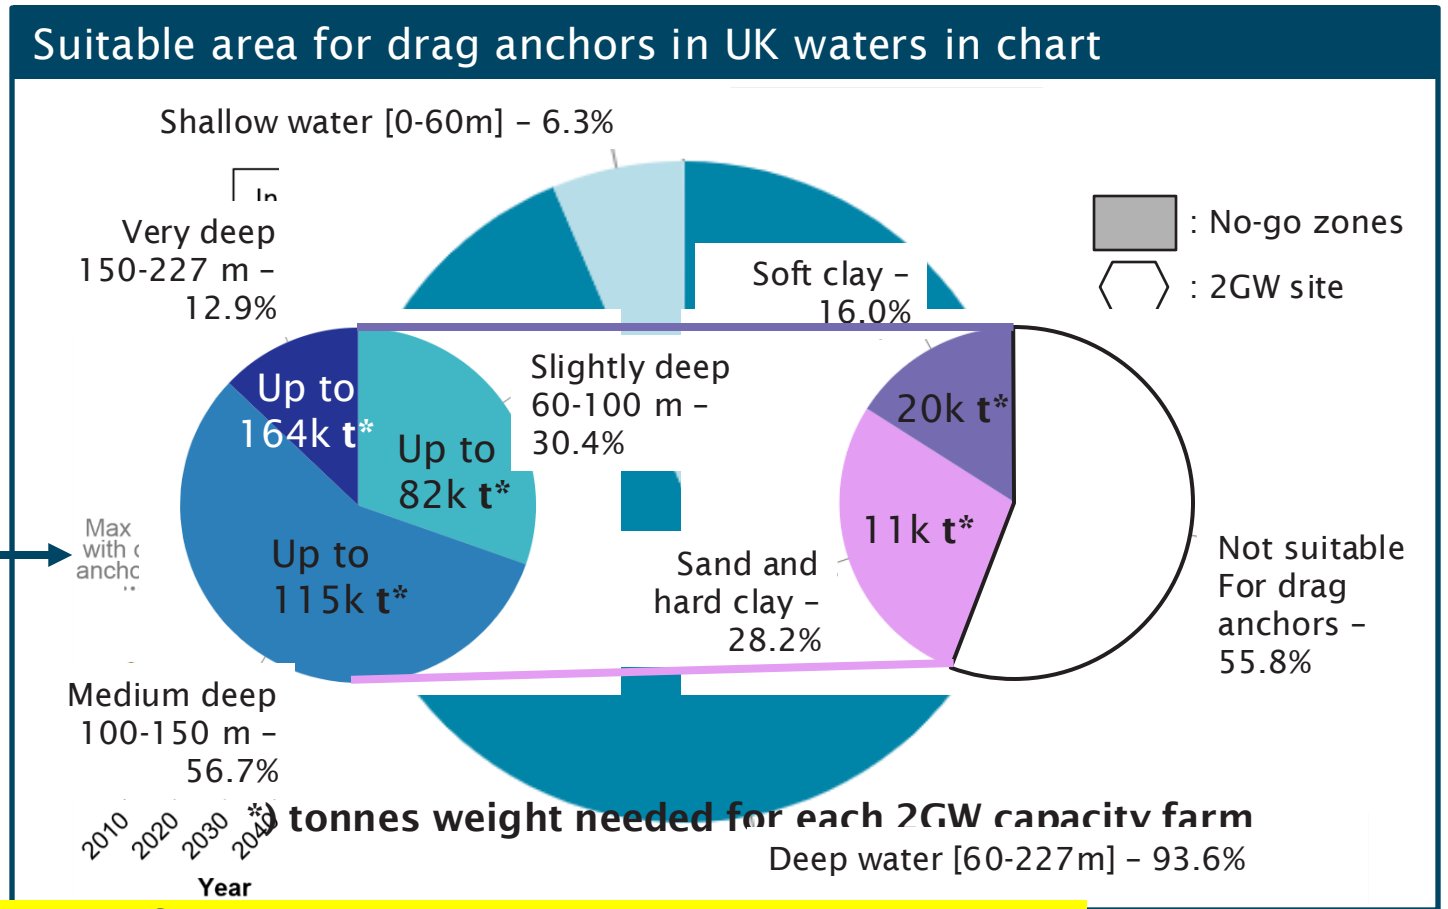 Suitable area for drag anchors in UK waters in chart
Shallow water [0-60m] – 6.3%
In
Very deep
150-227 m –
12.9%
Soft clay –
16.0%
: No-go zones
: 2GW site
Slightly deep
60-100 m –
30.4%
Up to
164k t*
Up to
82k t*
Up to
115k t*
20k t*
11k t*
Max
with
Sand and
hard clay –
28.2%
Not suitable
For drag
anchors –
55.8%
Medium deep
100-150 m –
56.7%
*) tonnes weight needed for each 2GW capacity farm
2010
2020
2030
2040
Deep water [60-227m] – 93.6%
Year